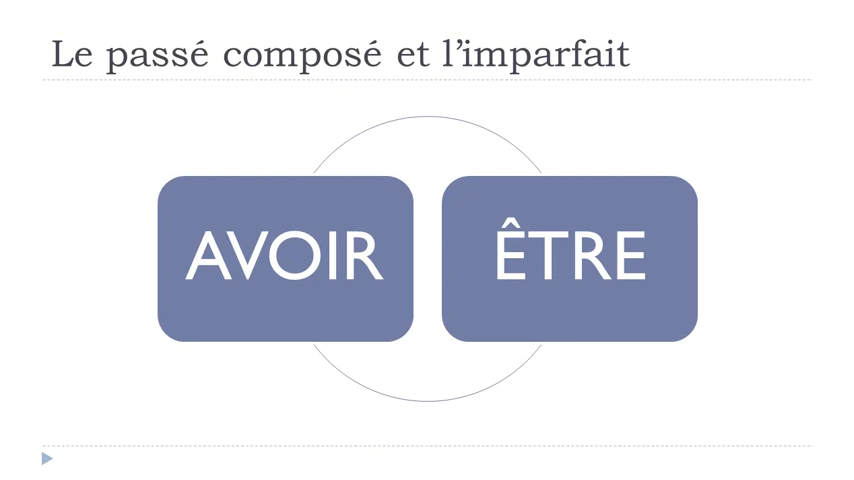 Le passé composé et l’imparfait
AVOIR
ÊTRE